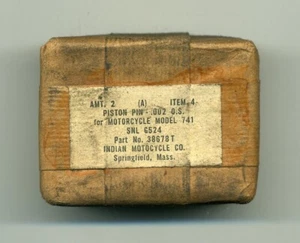 AMT. 2 (A) ITEM 4
PISTON PIN .002 O.S.
for MOTORCYCLE MODEL 741
SNL G524
Part No. 38678T
INDIAN MOTOCYCLE CO.
Springfield, Mass.